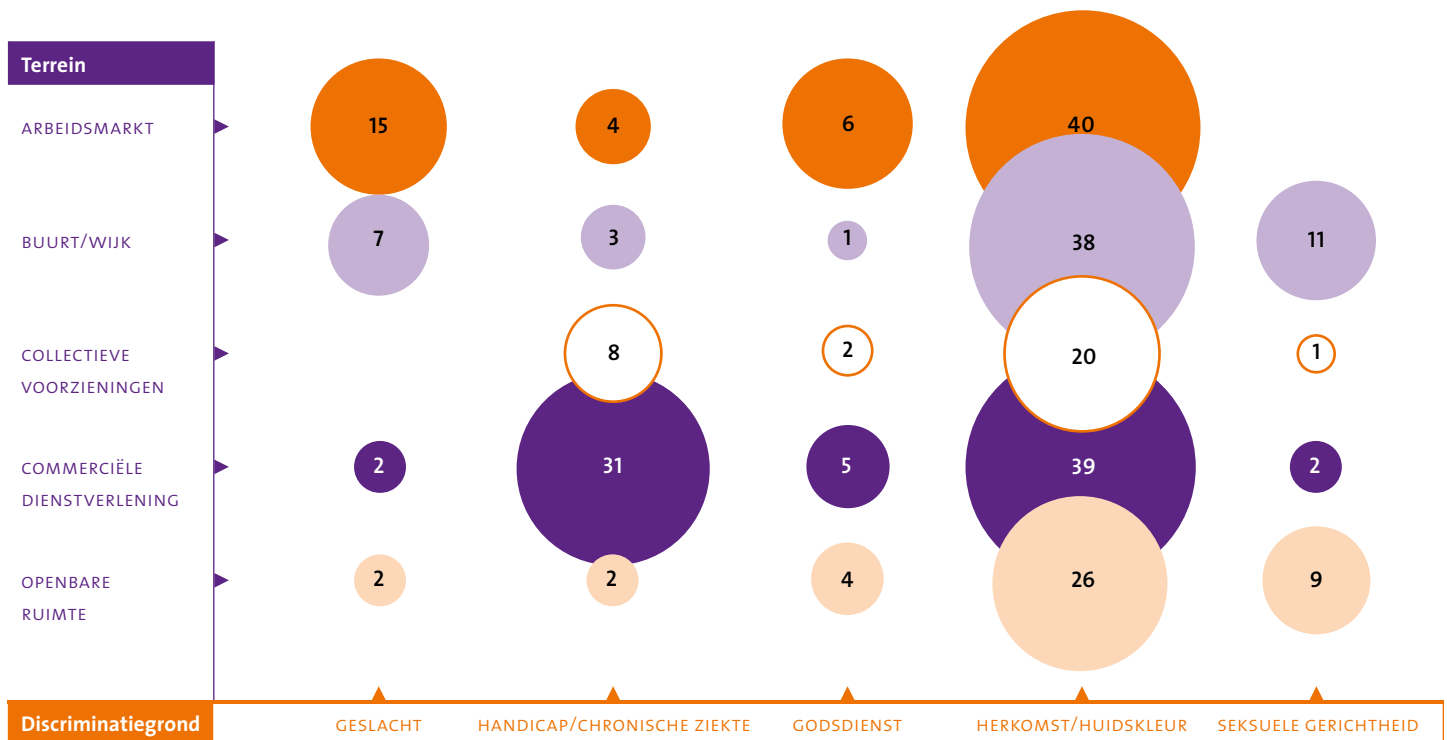 Terrein
ARBEIDSMARKT
15 4 6 40
BUURT/WIJK
7 3 1 38 11
COLLECTIEVE
VOORZIENINGEN
8 2 20 1
COMMERCIËLE
DIENSTVERLENING
2 31 5 39 2
OPENBARE
RUIMTE
2 2 4 26 9
Discriminatiegrond
GESLACHT HANDICAP/CHRONISCHE ZIEKTE GODSDIENST HERKOMST/HUIDSKLEUR SEKSUELE GERICHTHEID